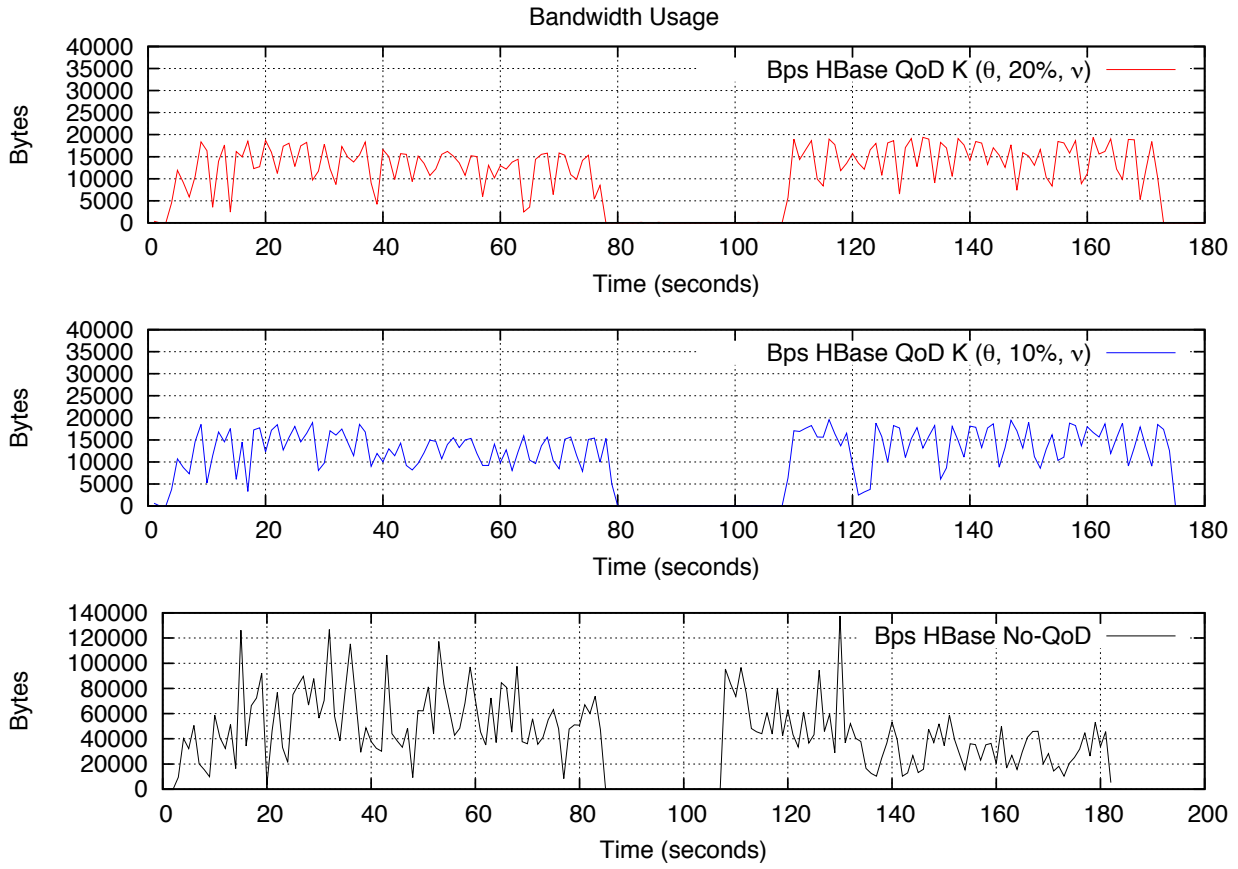 Bandwidth Usage
40000
35000
30000
25000
20000
15000
10000
5000
0
Bytes
Bps HBase QoD K (θ, 20%, ν)
0 20 40 60 80 100 120 140 160 180
Time (seconds)
40000
35000
30000
25000
20000
15000
10000
5000
0
Bytes
Bps HBase QoD K (θ, 10%, ν)
0 20 40 60 80 100 120 140 160 180
Time (seconds)
140000
120000
100000
80000
60000
40000
20000
0
Bytes
Bps HBase No-QoD
0 20 40 60 80 100 120 140 160 180 200
Time (seconds)